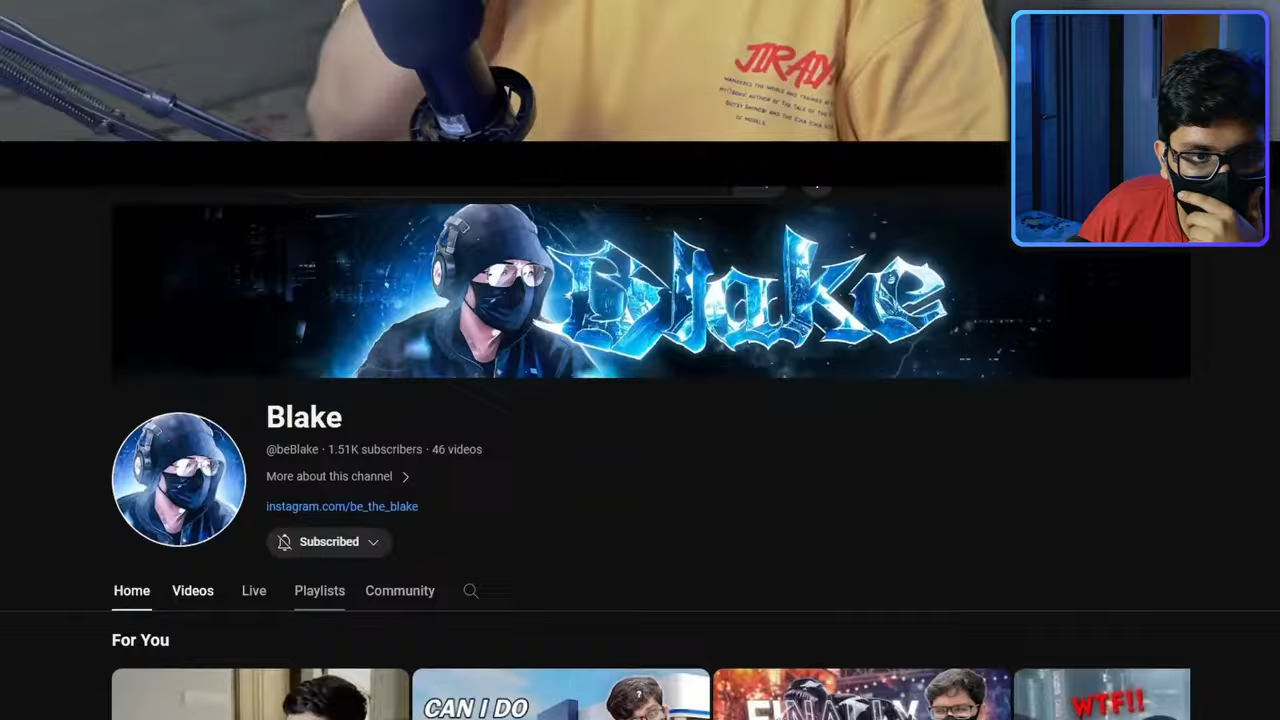 JIRAIY
Blake
Blake
@beBlake · 1.51K subscribers · 46 videos
More about this channel
instagram.com/be_the_blake
Subscribed
Home Videos Live Playlists Community
For You
CAN I DO
FINALLY
WTF!!
?